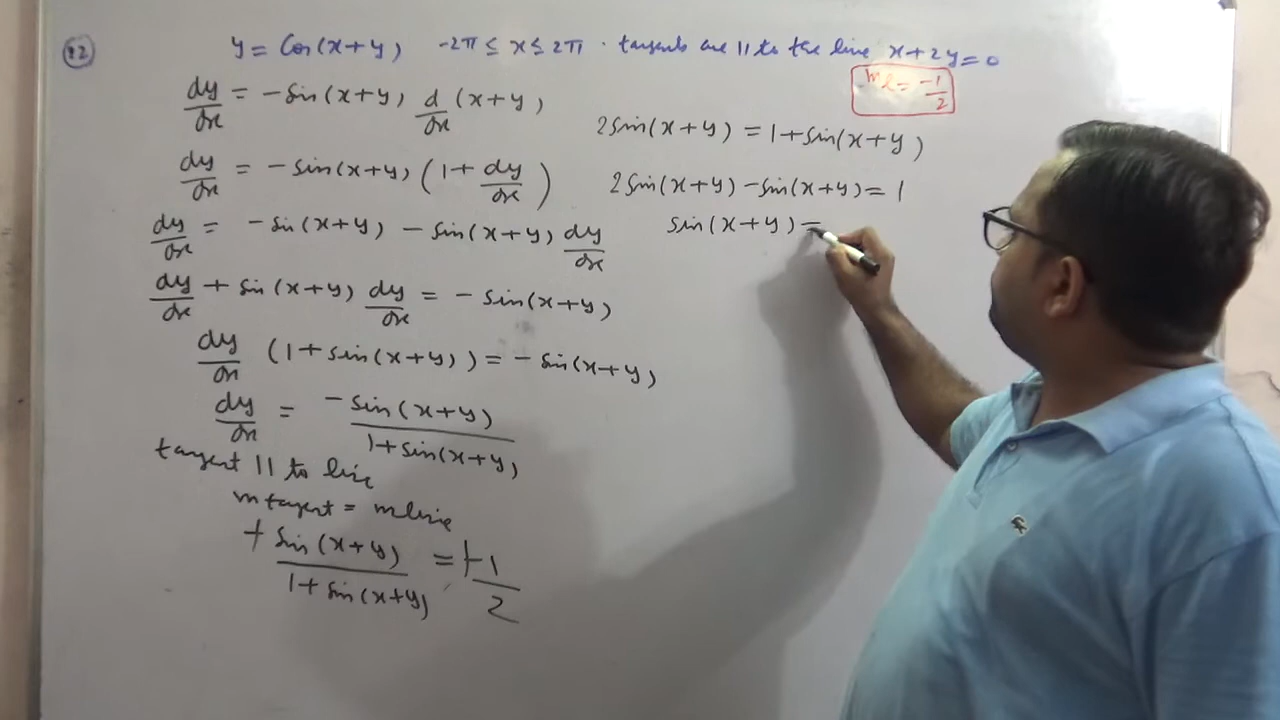 22
y = Cos(x+y) -2π ≤ x ≤ 2π . tangents are || to the line x+2y=0
m_l = -1/2
dy/dx = -Sin(x+y) d/dx (x+y)
dy/dx = -Sin(x+y) (1+ dy/dx)
dy/dx = -Sin(x+y) - Sin(x+y) dy/dx
dy/dx + Sin(x+y) dy/dx = - Sin(x+y)
dy/dx (1+Sin(x+y)) = - Sin(x+y)
dy/dx = -Sin(x+y)/1+Sin(x+y)
tangent || to line
m tangent = m line
+ Sin(x+y)/1+Sin(x+y) = +1/2
2Sin(x+y) = 1+Sin(x+y)
2Sin(x+y) -Sin(x+y) = 1
Sin(x+y) =